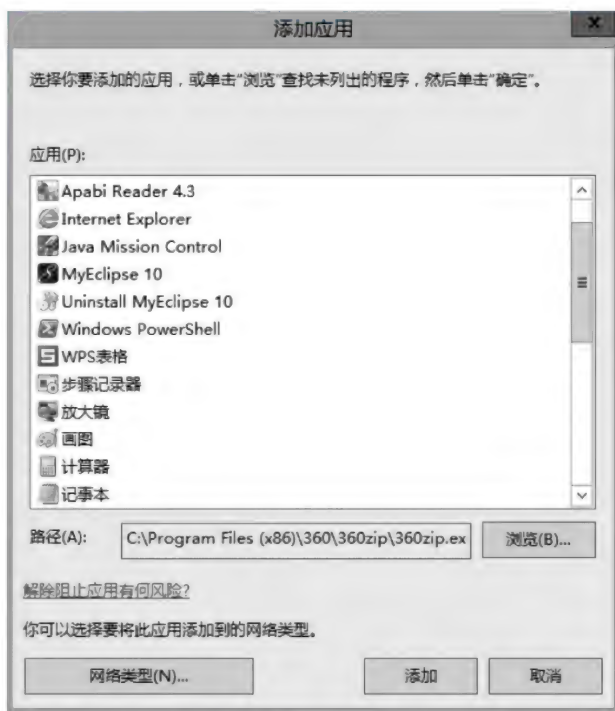 添加应用
x
选择你要添加的应用，或单击"浏览"查找未列出的程序，然后单击"确定"。
应用(P):
Apabi Reader 4.3
Internet Explorer
Java Mission Control
MyEclipse 10
Uninstall MyEclipse 10
Windows PowerShell
WPS表格
步骤记录器
放大镜
画图
计算器
记事本
路径(A):
C:\Program Files (x86)\360\360zip\360zip.ex
浏览(B)...
解除阻止应用有何风险?
你可以选择要将此应用添加到的网络类型。
网络类型(N)...
添加
取消